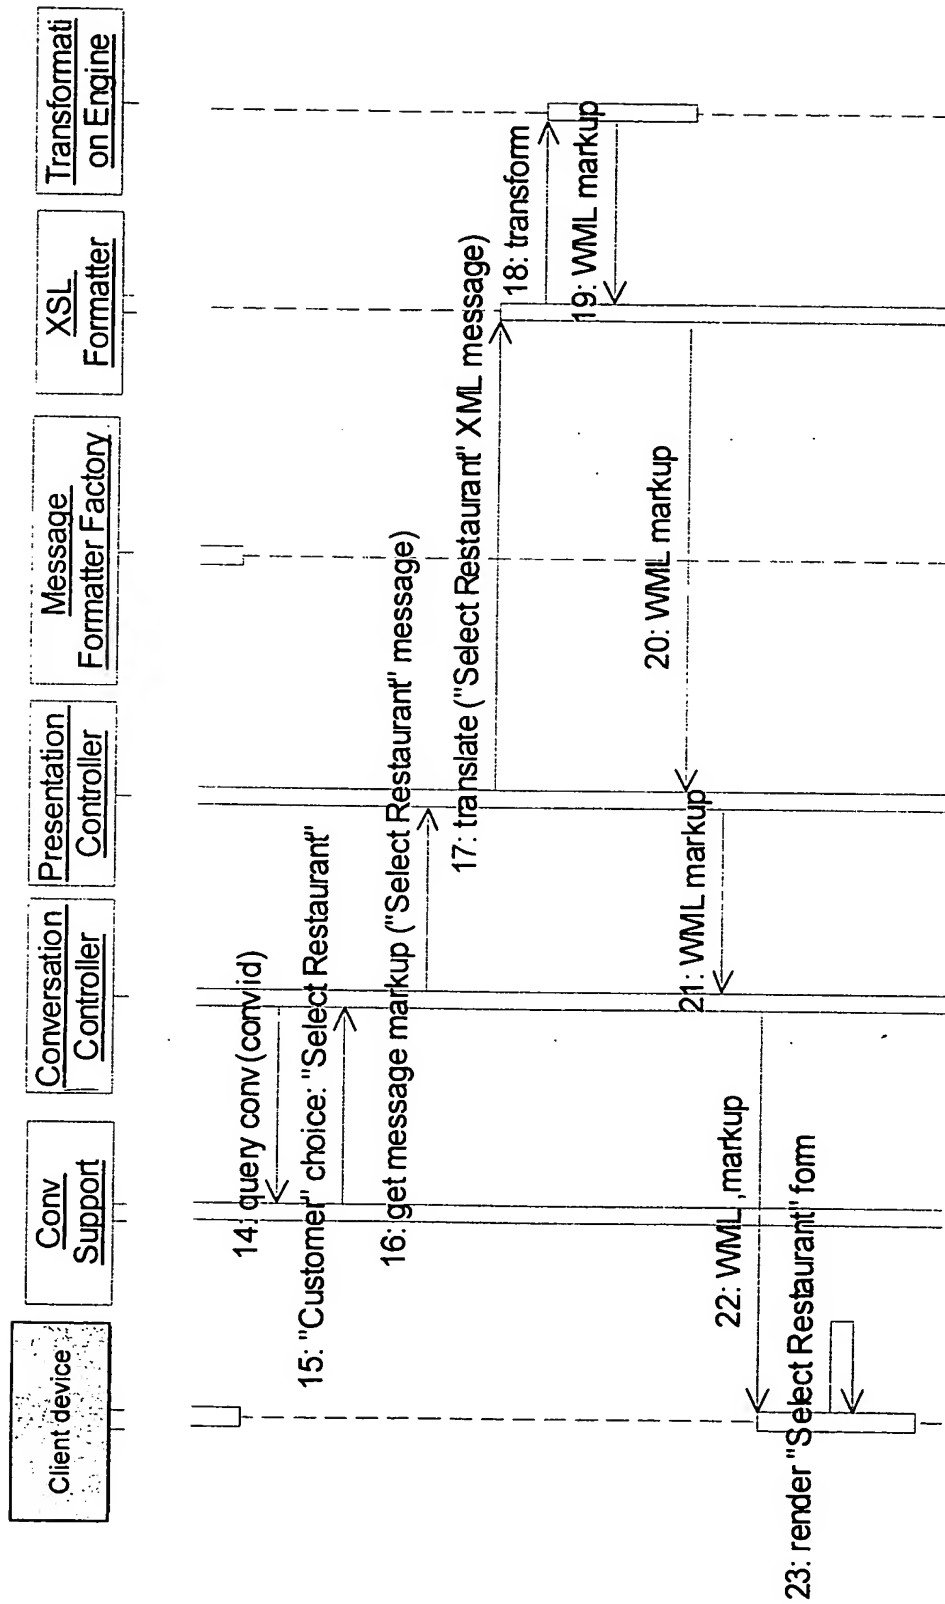 Client device
Conv
Support
Conversation
Controller
Presentation
Controller
Message
Formatter Factory
XSL
Formatter
Transformati
on Engine
14: query conv (convid)
15: "Customer" choice: "Select Restaurant"
16: get message markup ("Select Restaurant" message)
17: translate ("Select Restaurant" XML message)
18: transform
19: WML markup
20: WML markup
21: WML markup
22: WML markup
23: render "Select Restaurant" form